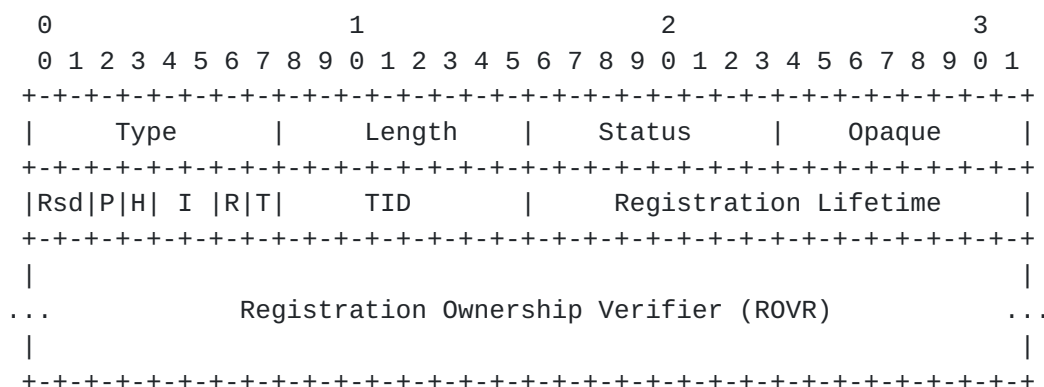 0                   1                   2                   3
 0 1 2 3 4 5 6 7 8 9 0 1 2 3 4 5 6 7 8 9 0 1 2 3 4 5 6 7 8 9 0 1
+-+-+-+-+-+-+-+-+-+-+-+-+-+-+-+-+-+-+-+-+-+-+-+-+-+-+-+-+-+-+-+-+
|     Type      |     Length    |    Status     |    Opaque     |
+-+-+-+-+-+-+-+-+-+-+-+-+-+-+-+-+-+-+-+-+-+-+-+-+-+-+-+-+-+-+-+-+
|Rsd|P|H| I |R|T|     TID       |     Registration Lifetime     |
+-+-+-+-+-+-+-+-+-+-+-+-+-+-+-+-+-+-+-+-+-+-+-+-+-+-+-+-+-+-+-+-+
|                                                               |
...            Registration Ownership Verifier (ROVR)           ...
|                                                               |
+-+-+-+-+-+-+-+-+-+-+-+-+-+-+-+-+-+-+-+-+-+-+-+-+-+-+-+-+-+-+-+-+